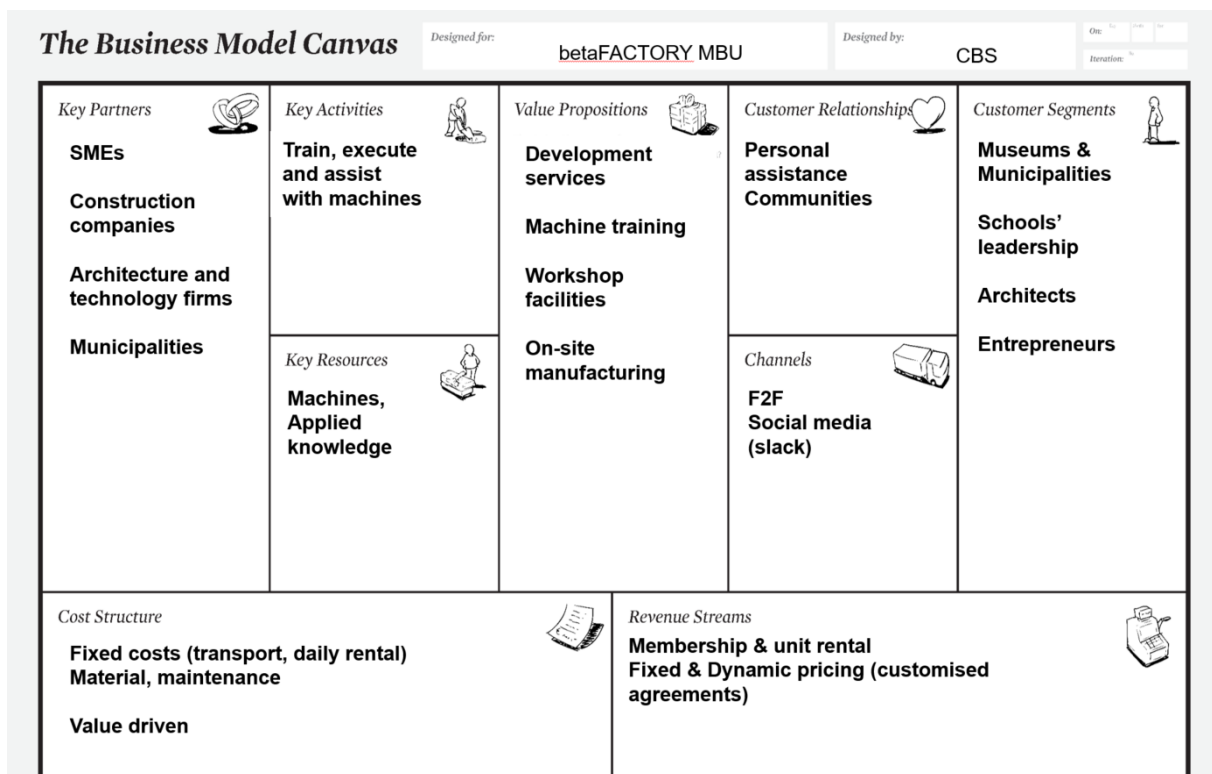 The Business Model Canvas
Designed for:
betaFACTORY MBU
Designed by:
CBS
On:
Iteration:
Key Partners
SMEs
Construction
companies
Architecture and
technology firms
Municipalities
Key Activities
Train, execute
and assist
with machines
Key Resources
Machines,
Applied
knowledge
Value Propositions
Development
services
Machine training
Workshop
facilities
On-site
manufacturing
Customer Relationships
Personal
assistance
Communities
Channels
F2F
Social media
(slack)
Customer Segments
Museums &
Municipalities
Schools’
leadership
Architects
Entrepreneurs
Cost Structure
Fixed costs (transport, daily rental)
Material, maintenance
Value driven
Revenue Streams
Membership & unit rental
Fixed & Dynamic pricing (customised
agreements)